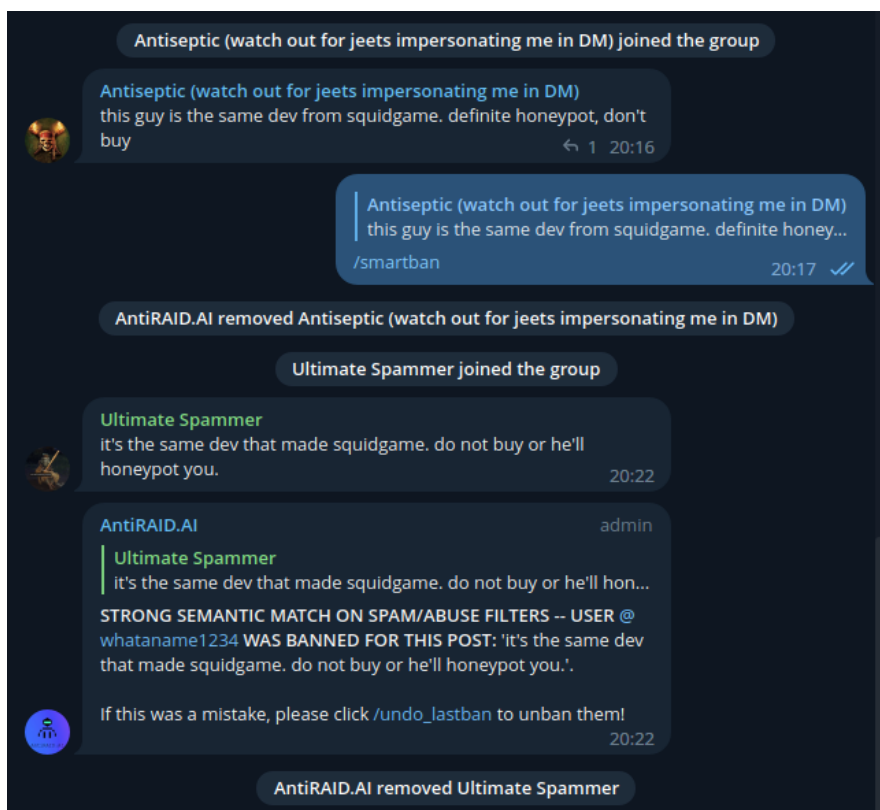 Antiseptic (watch out for jeets impersonating me in DM) joined the group
Antiseptic (watch out for jeets impersonating me in DM)
this guy is the same dev from squidgame. definite honeypot, don't
buy
1 20:16
Antiseptic (watch out for jeets impersonating me in DM)
this guy is the same dev from squidgame. definite honey...
/smartban
20:17
AntiRAID.AI removed Antiseptic (watch out for jeets impersonating me in DM)
Ultimate Spammer joined the group
Ultimate Spammer
it's the same dev that made squidgame. do not buy or he'll
honeypot you.
20:22
AntiRAID.AI admin
Ultimate Spammer
it's the same dev that made squidgame. do not buy or he'll hon...
STRONG SEMANTIC MATCH ON SPAM/ABUSE FILTERS -- USER @
whataname1234 WAS BANNED FOR THIS POST: 'it's the same dev
that made squidgame. do not buy or he'll honeypot you.'.
If this was a mistake, please click /undo_lastban to unban them!
20:22
AntiRAID.AI removed Ultimate Spammer